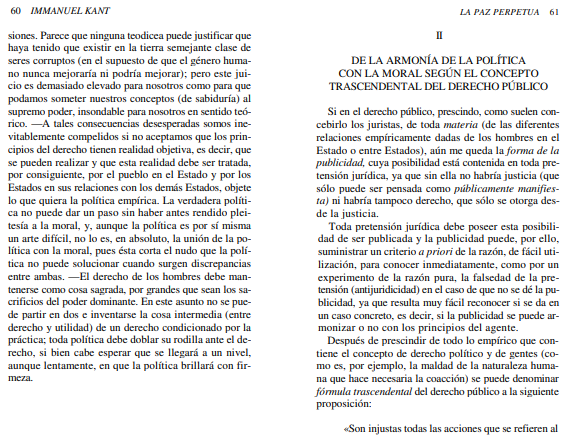 60 IMMANUEL KANT
siones. Parece que ninguna teodicea puede justificar que
haya tenido que existir en la tierra semejante clase de
seres corruptos (en el supuesto de que el género huma-
no nunca mejoraría ni podría mejorar); pero este jui-
cio es demasiado elevado para nosotros como para que
podamos someter nuestros conceptos (de sabiduría) al
supremo poder, insondable para nosotros en sentido teó-
rico. —A tales consecuencias desesperadas somos ine-
vitablemente compelidos si no aceptamos que los prin-
cipios del derecho tienen realidad objetiva, es decir, que
se pueden realizar y que esta realidad debe ser tratada,
por consiguiente, por el pueblo en el Estado y por los
Estados en sus relaciones con los demás Estados, objete
lo que quiera la política empírica. La verdadera políti-
ca no puede dar un paso sin haber antes rendido plei-
tesía a la moral, y, aunque la política es por sí misma
un arte difícil, no lo es, en absoluto, la unión de la po-
lítica con la moral, pues ésta corta el nudo que la polí-
tica no puede solucionar cuando surgen discrepancias
entre ambas. —El derecho de los hombres debe man-
tenerse como cosa sagrada, por grandes que sean los sa-
crificios del poder dominante. En este asunto no se pue-
de partir en dos e inventarse la cosa intermedia (entre
derecho y utilidad) de un derecho condicionado por la
práctica; toda política debe doblar su rodilla ante el de-
recho, si bien cabe esperar que se llegará a un nivel,
aunque lentamente, en que la política brillará con fir-
meza.
LA PAZ PERPETUA 61
II
DE LA ARMONÍA DE LA POLÍTICA
CON LA MORAL SEGÚN EL CONCEPTO
TRASCENDENTAL DEL DERECHO PÚBLICO
Si en el derecho público, prescindo, como suelen con-
cebirlo los juristas, de toda materia (de las diferentes
relaciones empíricamente dadas de los hombres en el
Estado o entre Estados), aún me queda la forma de la
publicidad, cuya posibilidad está contenida en toda pre-
tensión jurídica, ya que sin ella no habría justicia (que
sólo puede ser pensada como públicamente manifies-
ta) ni habría tampoco derecho, que sólo se otorga des-
de la justicia.
Toda pretensión jurídica debe poseer esta posibili-
dad de ser publicada y la publicidad puede, por ello,
suministrar un criterio a priori de la razón, de fácil uti-
lización, para conocer inmediatamente, como por un
experimento de la razón pura, la falsedad de la pre-
tensión (antijuridicidad) en el caso de que no se dé la pu-
blicidad, ya que resulta muy fácil reconocer si se da en
un caso concreto, es decir, si la publicidad se puede ar-
monizar o no con los principios del agente.
Después de prescindir de todo lo empírico que con-
tiene el concepto de derecho político y de gentes (co-
mo es, por ejemplo, la maldad de la naturaleza huma-
na que hace necesaria la coacción) se puede denominar
fórmula trascendental del derecho público a la siguiente
proposición:
«Son injustas todas las acciones que se refieren al